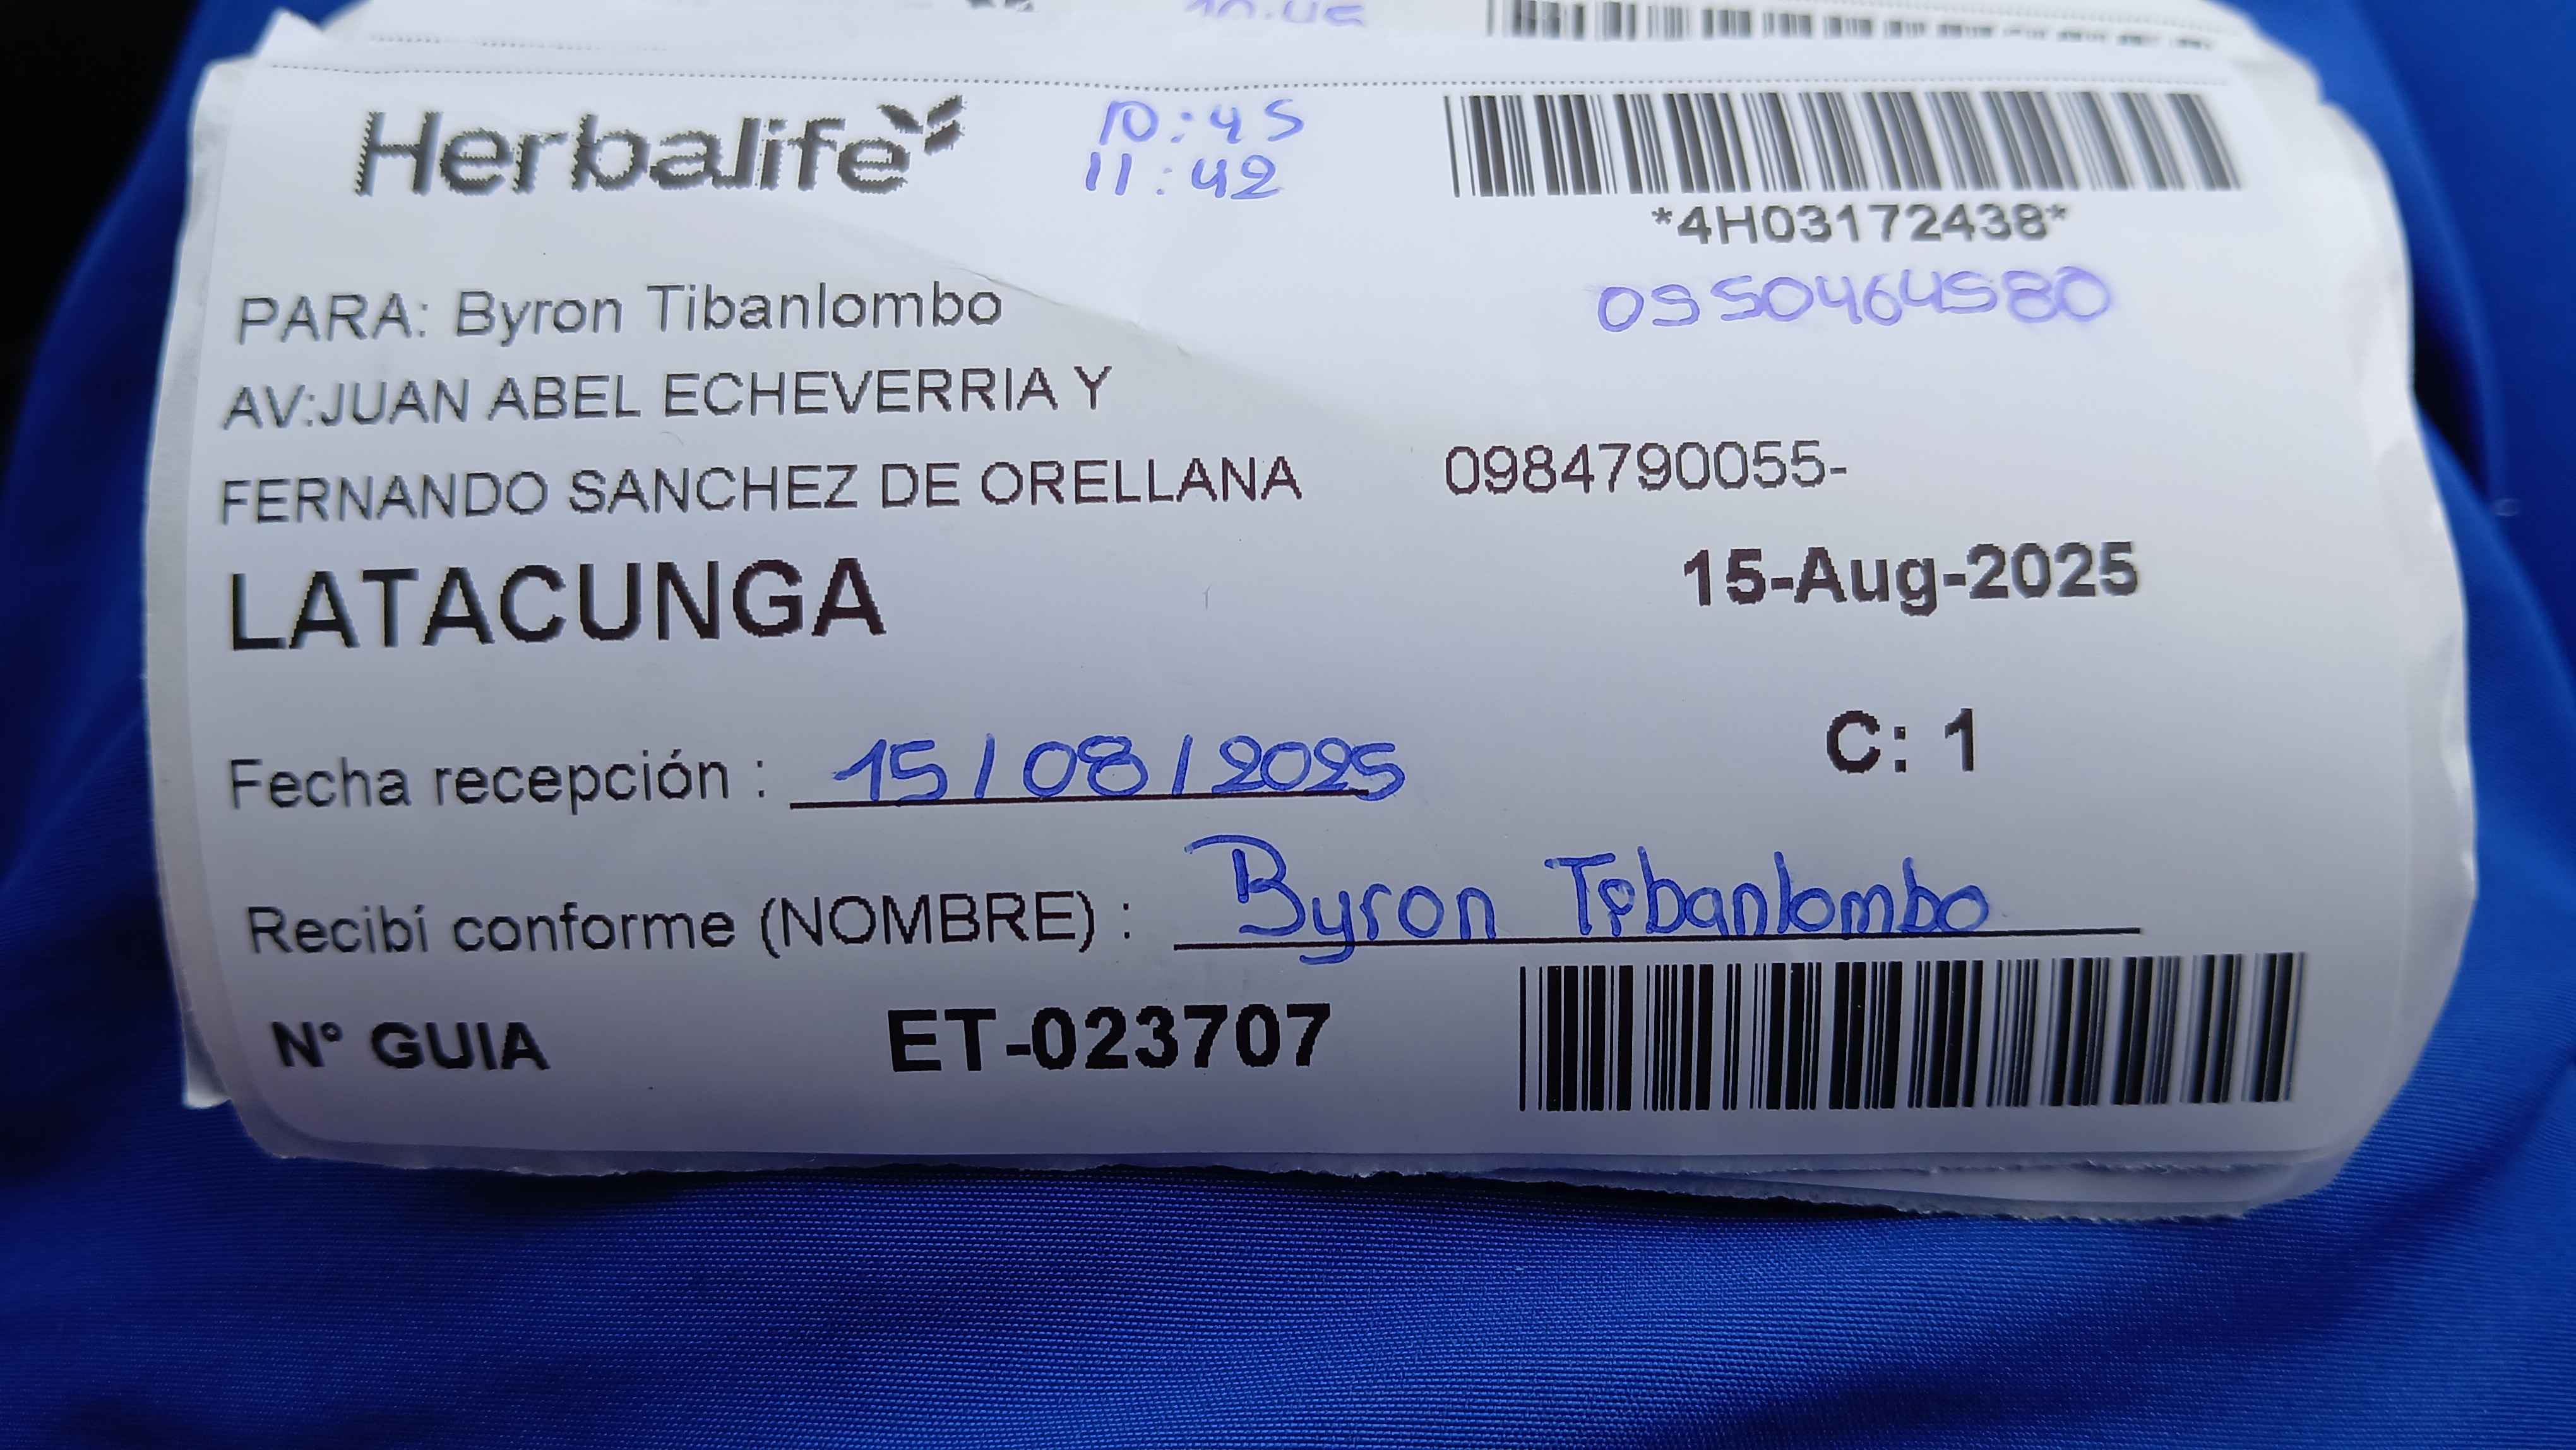 Herbalife
10:45
11:42
*4H03172438*
0550464580
PARA: Byron Tibanlombo
AV:JUAN ABEL ECHEVERRIA Y
FERNANDO SANCHEZ DE ORELLANA 0984790055-
LATACUNGA 15-Aug-2025
C: 1
Fecha recepción : 15/08/2025
Recibí conforme (NOMBRE) : Byron Tibanlombo
N° GUIA ET-023707